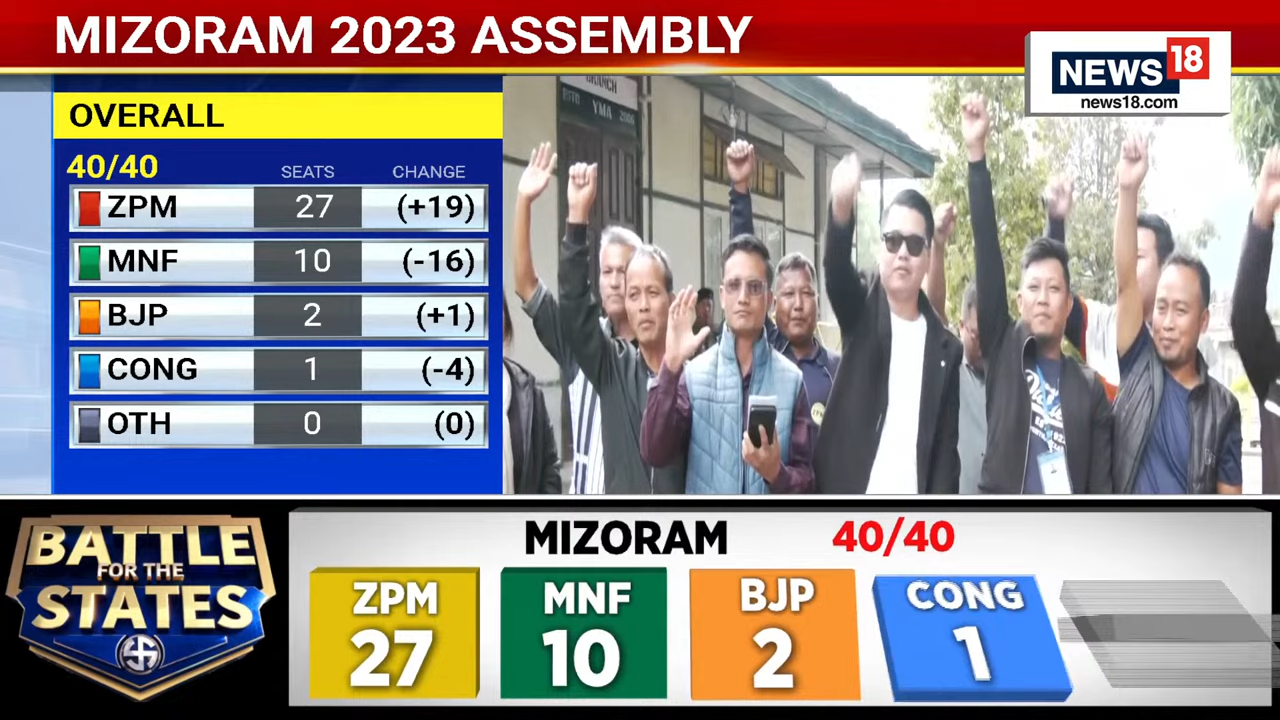 MIZORAM 2023 ASSEMBLY
NEWS 18
news18.com
OVERALL
40/40 SEATS CHANGE
ZPM 27 (+19)
MNF 10 (-16)
BJP 2 (+1)
CONG 1 (-4)
OTH 0 (0)
YMA
BATTLE
FOR THE
STATES
MIZORAM 40/40
ZPM MNF BJP CONG
27 10 2 1